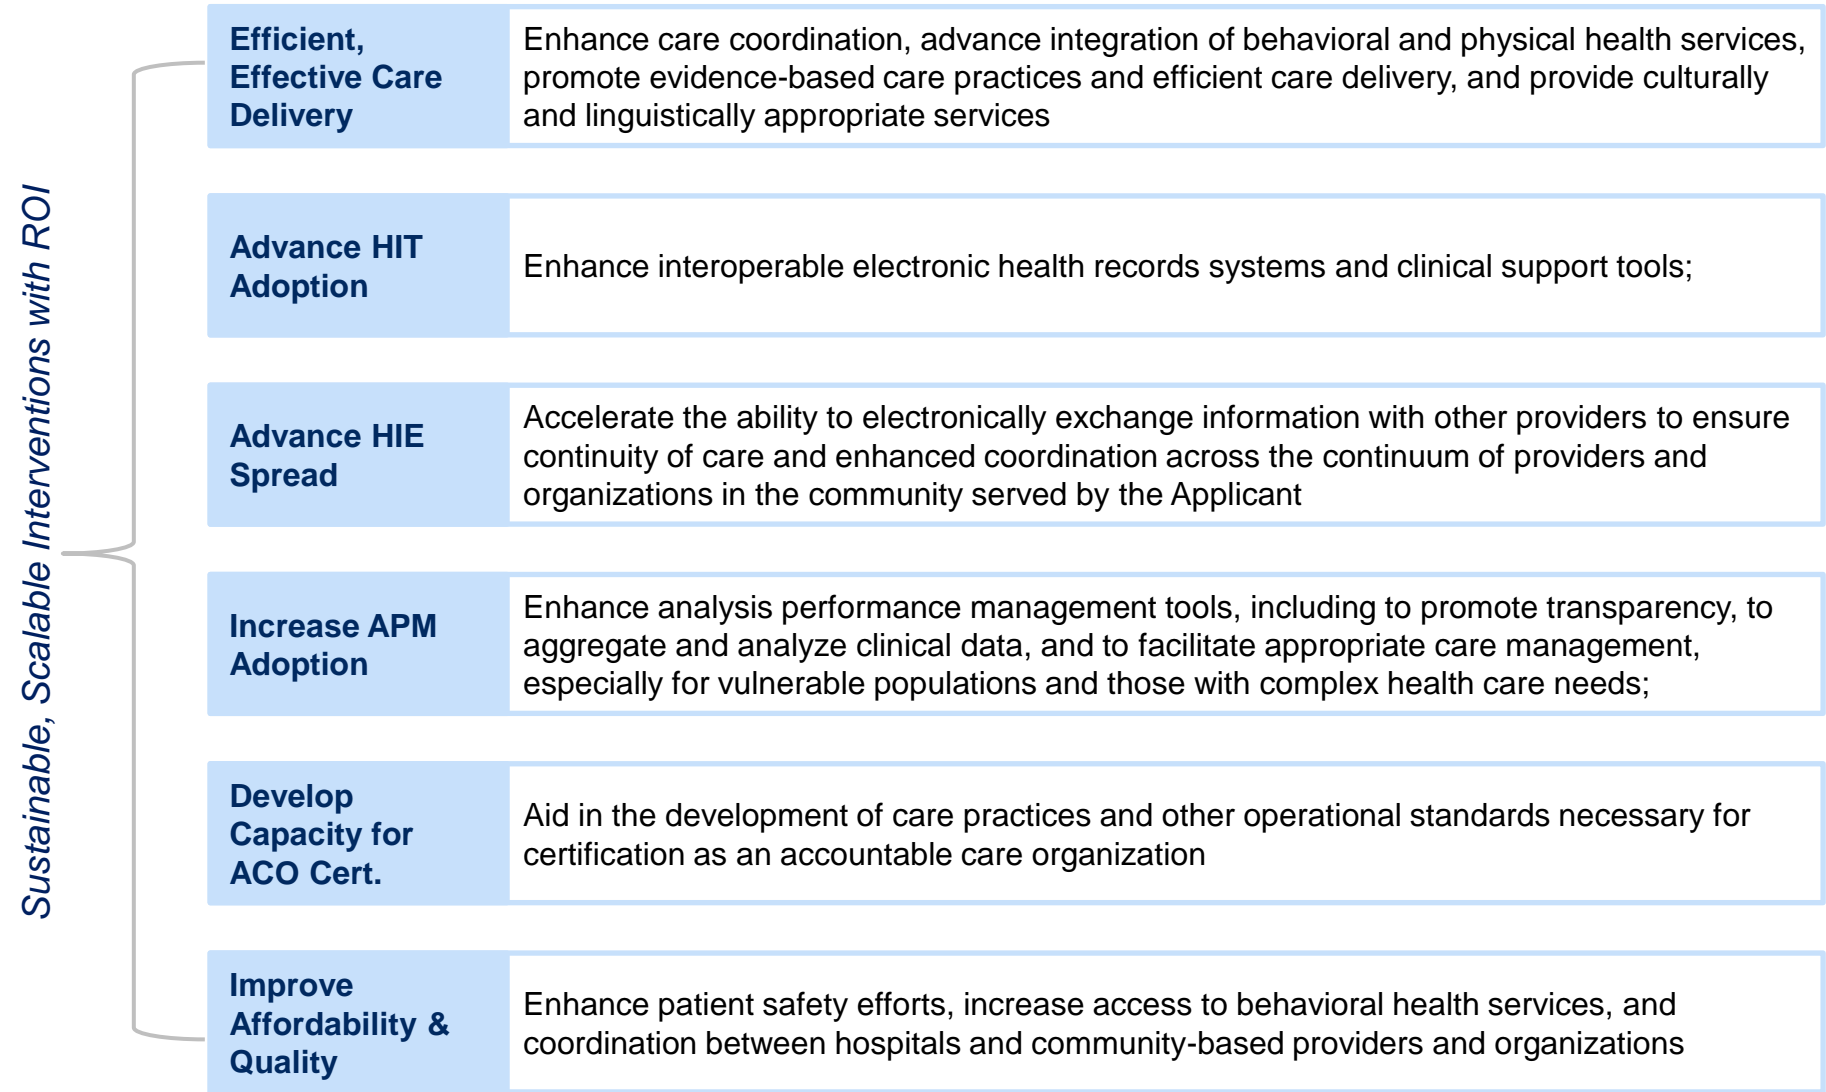 Sustainable, Scalable Interventions with ROI
Efficient,
Effective Care
Delivery
Enhance care coordination, advance integration of behavioral and physical health services,
promote evidence-based care practices and efficient care delivery, and provide culturally
and linguistically appropriate services
Advance HIT
Adoption
Enhance interoperable electronic health records systems and clinical support tools;
Advance HIE
Spread
Accelerate the ability to electronically exchange information with other providers to ensure
continuity of care and enhanced coordination across the continuum of providers and
organizations in the community served by the Applicant
Increase APM
Adoption
Enhance analysis performance management tools, including to promote transparency, to
aggregate and analyze clinical data, and to facilitate appropriate care management,
especially for vulnerable populations and those with complex health care needs;
Develop
Capacity for
ACO Cert.
Aid in the development of care practices and other operational standards necessary for
certification as an accountable care organization
Improve
Affordability &
Quality
Enhance patient safety efforts, increase access to behavioral health services, and
coordination between hospitals and community-based providers and organizations